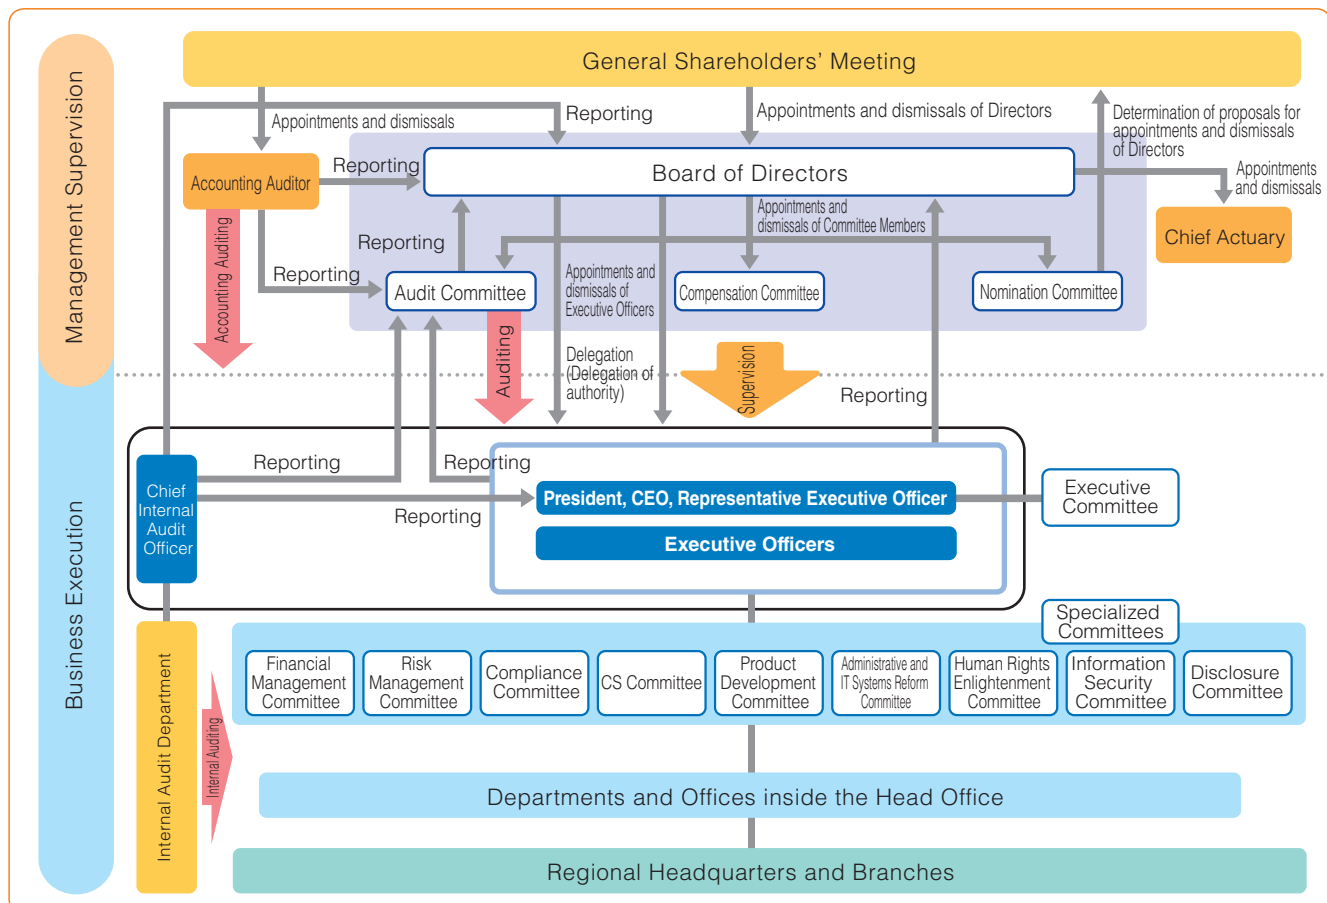 Management Supervision
Business Execution
General Shareholders' Meeting
Appointments and dismissals
Reporting
Appointments and dismissals of Directors
Determination of proposals for
appointments and dismissals
of Directors
Accounting Auditor
Reporting
Board of Directors
Appointments
and dismissals
Chief Actuary
Accounting Auditing
Reporting
Reporting
Appointments and
dismissals of Committee Members
Audit Committee
Appointments and
dismissals of
Executive Officers
Compensation Committee
Nomination Committee
Auditing
Delegation
(Delegation of
authority)
Supervision
Reporting
Chief
Internal
Audit
Officer
Reporting
Reporting
Reporting
President, CEO, Representative Executive Officer
Executive Officers
Executive
Committee
Internal Audit Department
Internal Auditing
Specialized
Committees
Financial
Management
Committee
Risk
Management
Committee
Compliance
Committee
CS Committee
Product
Development
Committee
Administrative and
IT Systems Reform
Committee
Human Rights
Enlightenment
Committee
Information
Security
Committee
Disclosure
Committee
Departments and Offices inside the Head Office
Regional Headquarters and Branches